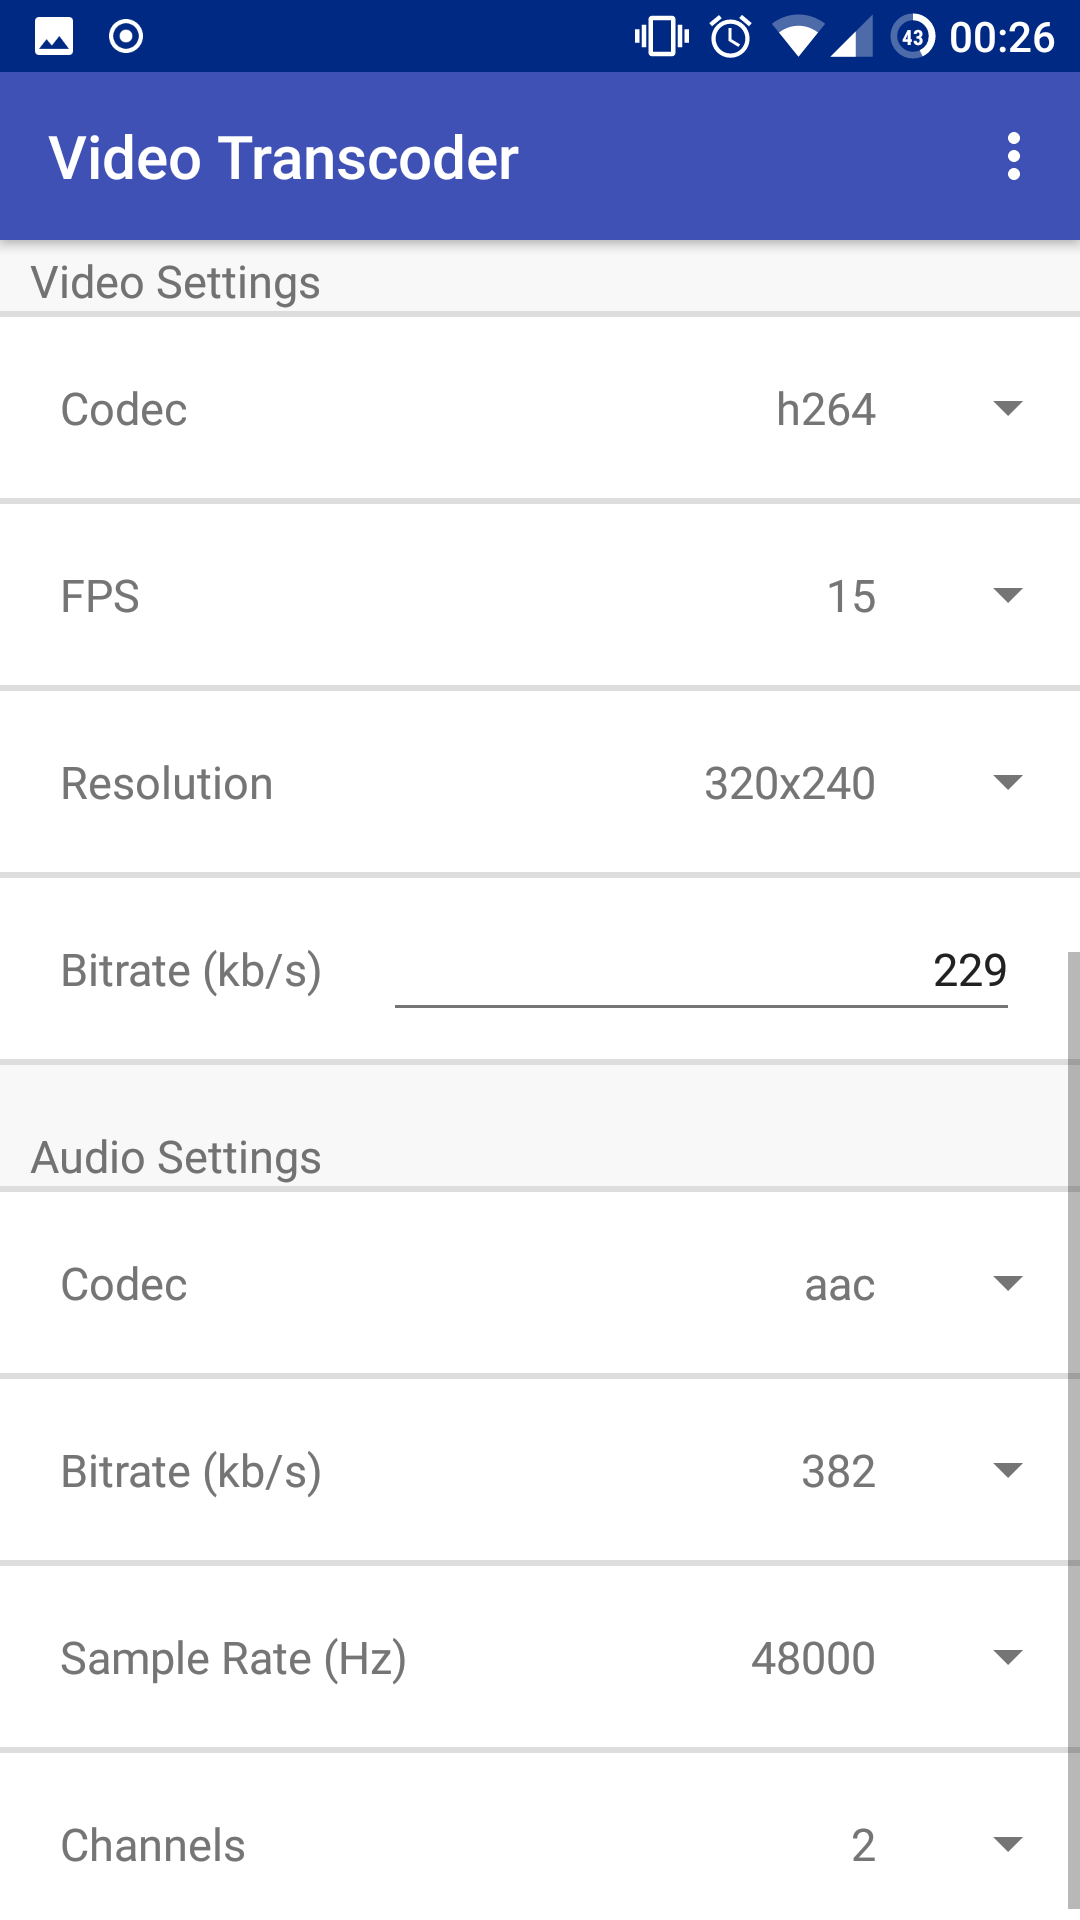 43 00:26
Video Transcoder
Video Settings
Codec h264
FPS 15
Resolution 320x240
Bitrate (kb/s) 229
Audio Settings
Codec aac
Bitrate (kb/s) 382
Sample Rate (Hz) 48000
Channels 2